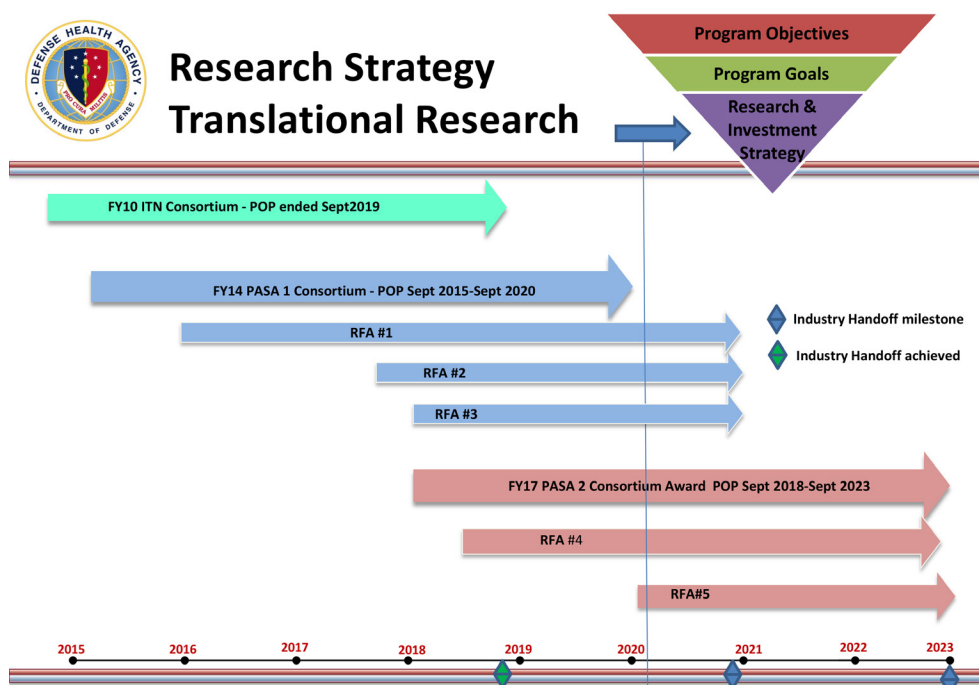 DEFENSE HEALTH AGENCY
PRO CURA MILITIS
DEPARTMENT OF DEFENSE
Research Strategy
Translational Research
Program Objectives
Program Goals
Research &
Investment
Strategy
FY10 ITN Consortium - POP ended Sept2019
FY14 PASA 1 Consortium - POP Sept 2015-Sept 2020
RFA #1
RFA #2
RFA #3
Industry Handoff milestone
Industry Handoff achieved
FY17 PASA 2 Consortium Award POP Sept 2018-Sept 2023
RFA #4
RFA#5
2015 2016 2017 2018 2019 2020 2021 2022 2023